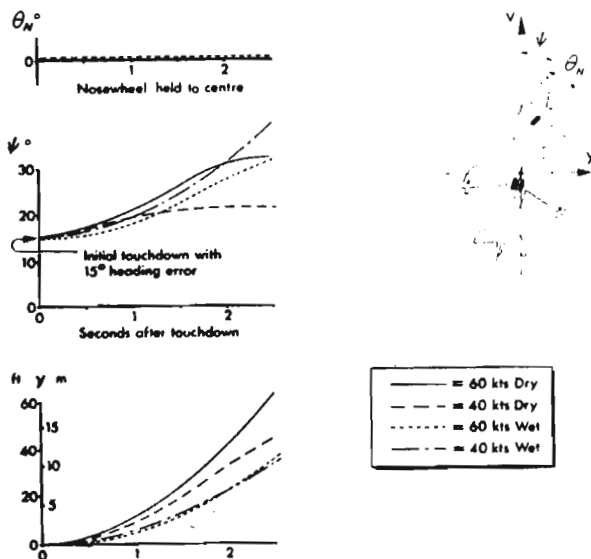 θN°
0
1 2
Nosewheel held to centre
ψ°
30
20
10
0
Initial touchdown with
15° heading error
0 1 2
Seconds after touchdown
ft y m
60
40
20
0
15
10
5
0 1 2
V
ψ
θN
Y
= 60 kts Dry
= 40 kts Dry
= 60 kts Wet
= 40 kts Wet